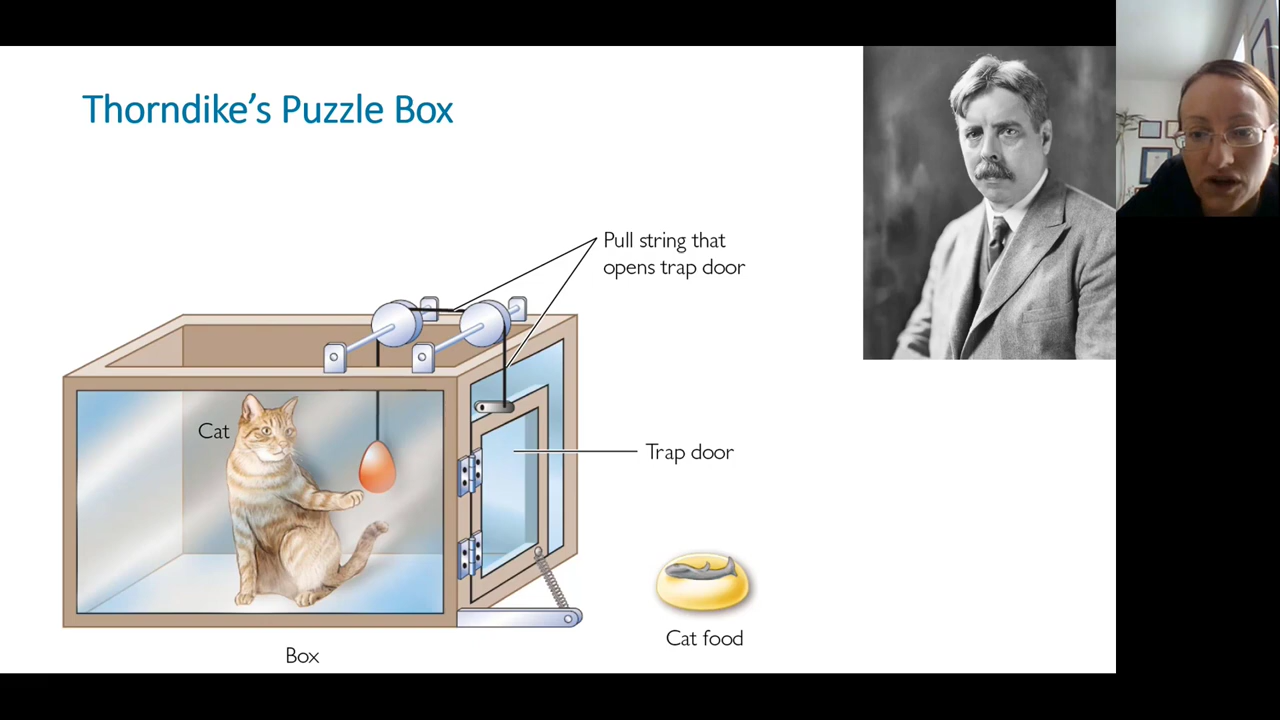 Thorndike's Puzzle Box
Pull string that
opens trap door
Cat
Trap door
Cat food
Box